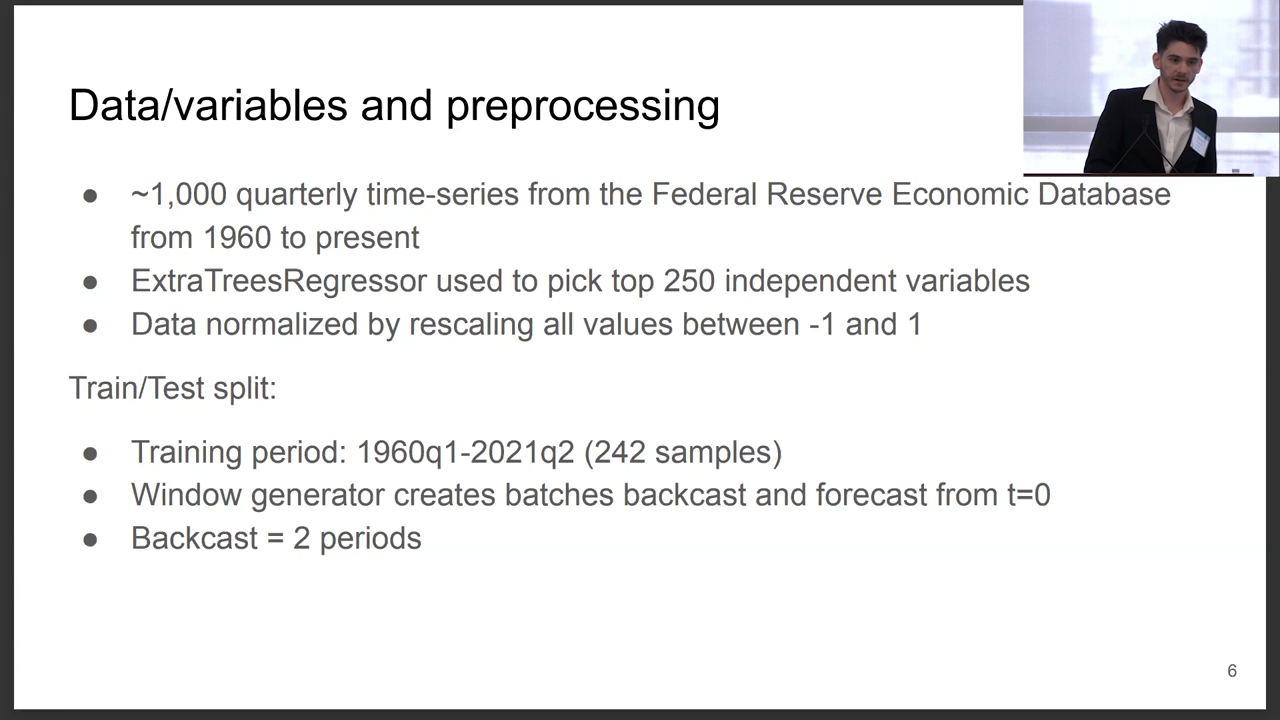 Data/variables and preprocessing
● ~1,000 quarterly time-series from the Federal Reserve Economic Database
from 1960 to present
● ExtraTreesRegressor used to pick top 250 independent variables
● Data normalized by rescaling all values between -1 and 1
Train/Test split:
● Training period: 1960q1-2021q2 (242 samples)
● Window generator creates batches backcast and forecast from t=0
● Backcast = 2 periods
6